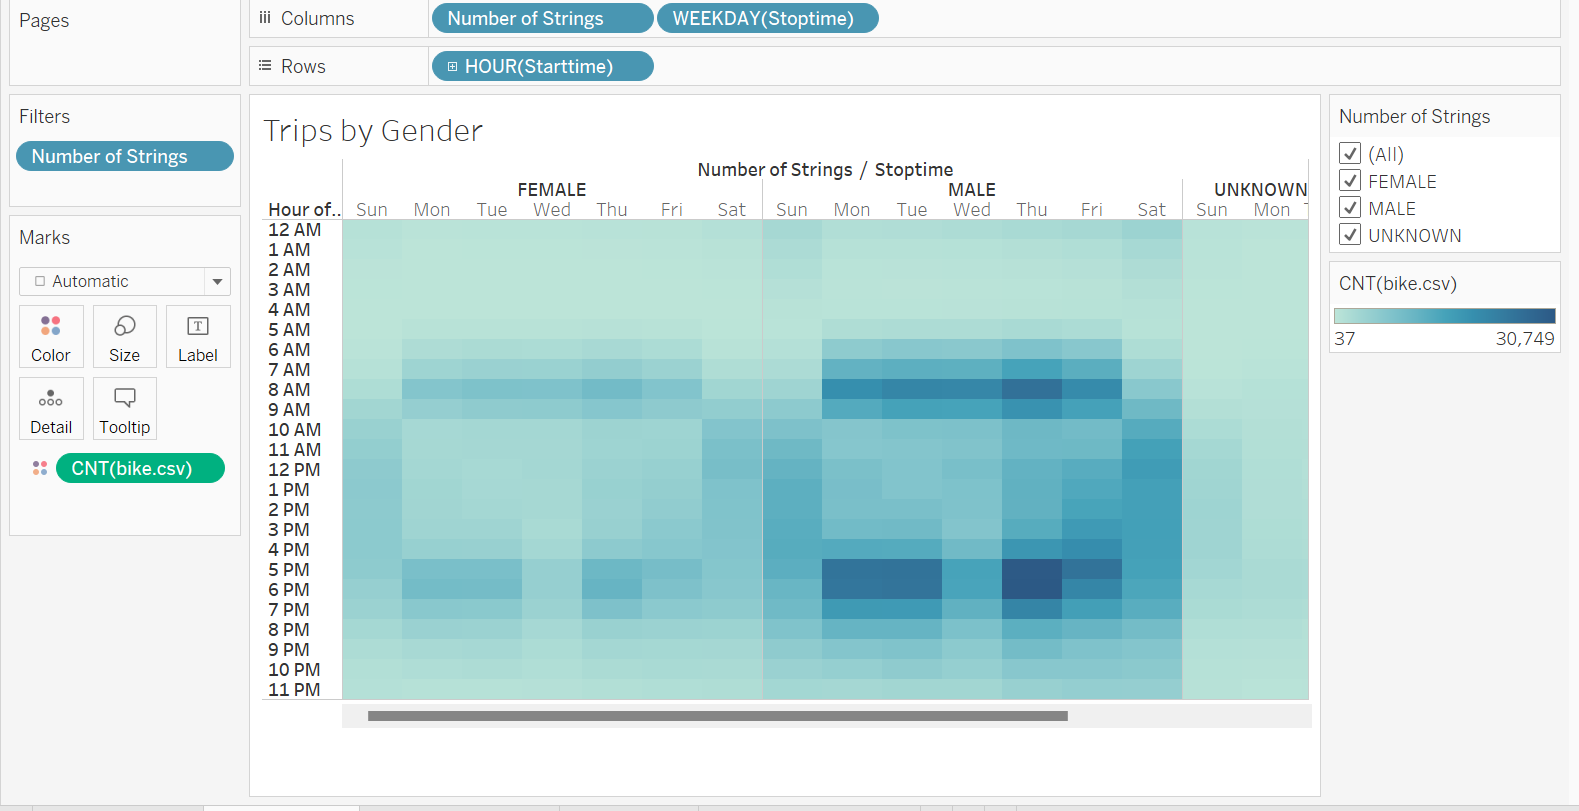 Pages
Columns
Number of Strings
WEEKDAY(Stoptime)
Rows
HOUR(Starttime)
Filters
Number of Strings
Marks
Automatic
Color
Size
Label
Detail
Tooltip
CNT(bike.csv)
Trips by Gender
Number of Strings / Stoptime
FEMALE MALE UNKNOWN
Hour of.. Sun Mon Tue Wed Thu Fri Sat Sun Mon Tue Wed Thu Fri Sat Sun Mon
12 AM
1 AM
2 AM
3 AM
4 AM
5 AM
6 AM
7 AM
8 AM
9 AM
10 AM
11 AM
12 PM
1 PM
2 PM
3 PM
4 PM
5 PM
6 PM
7 PM
8 PM
9 PM
10 PM
11 PM
Number of Strings
(All)
FEMALE
MALE
UNKNOWN
CNT(bike.csv)
37 30,749